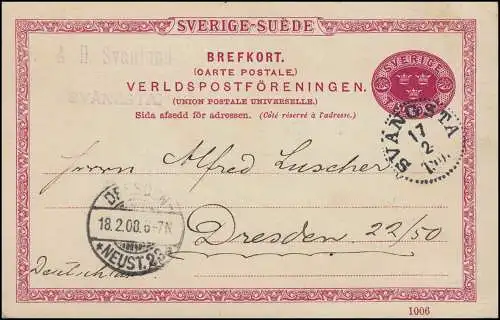 SVERIGE-SUÈDE
BREFKORT.
(CARTE POSTALE.)
VERLDSPOSTFÖRENINGEN.
(UNION POSTALE UNIVERSELLE.)
Sida afsedd för adressen. (Côté réservé à l'adresse.)
SVERIGE
SVÄNGSTA
17
2
Herrn Alfred Luscher
Dresden 22/50
DRESDEN
18.2.00. 6-7N
*NEUST.23*
1006